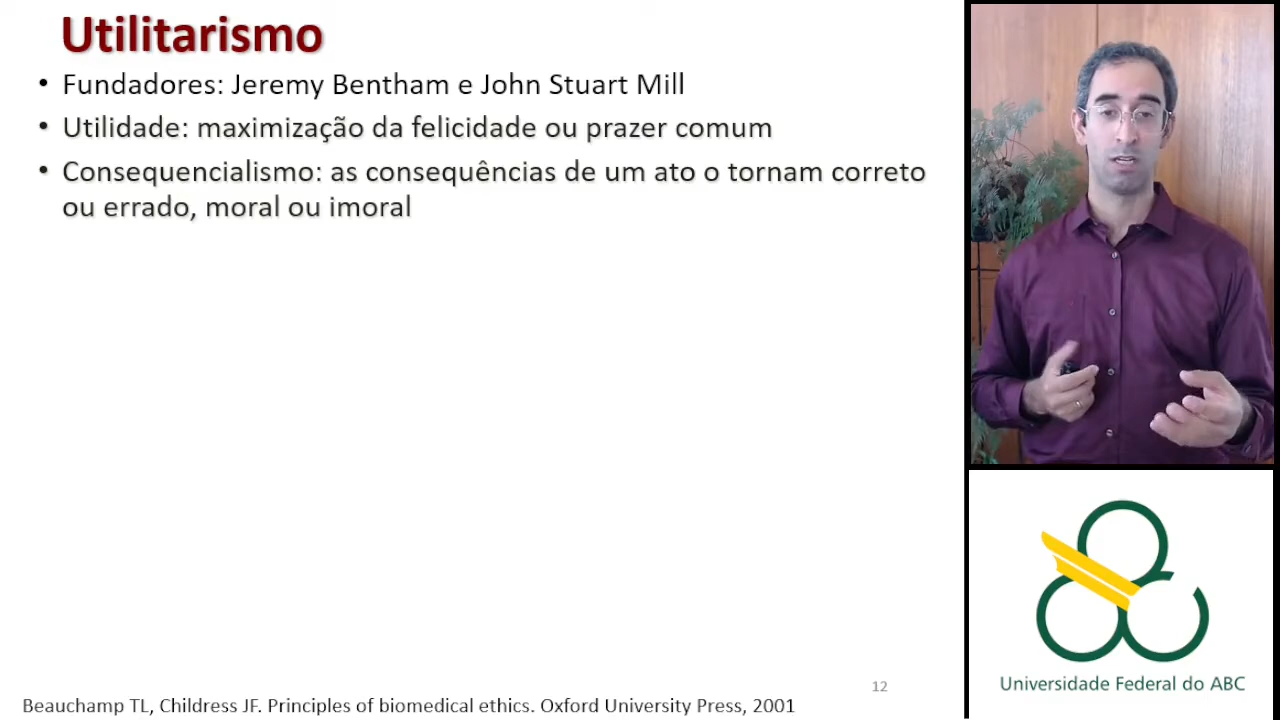 Utilitarismo
• Fundadores: Jeremy Bentham e John Stuart Mill
• Utilidade: maximização da felicidade ou prazer comum
• Consequencialismo: as consequências de um ato o tornam correto
ou errado, moral ou imoral
12
Beauchamp TL, Childress JF. Principles of biomedical ethics. Oxford University Press, 2001
Universidade Federal do ABC